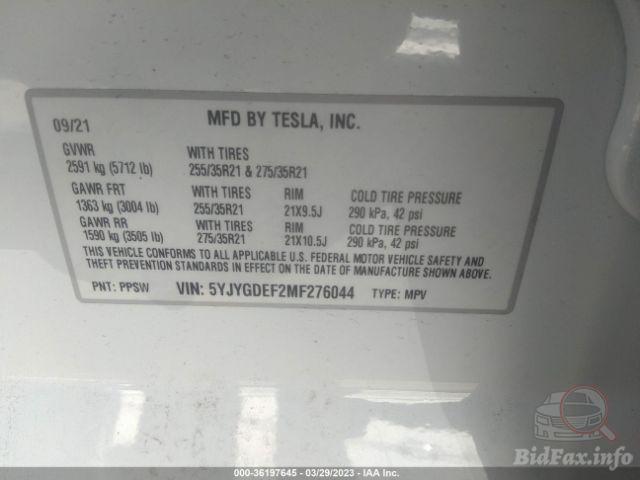 09/21 MFD BY TESLA, INC.
GVWR WITH TIRES
2591 kg (5712 lb) 255/35R21 & 275/35R21
GAWR FRT WITH TIRES RIM COLD TIRE PRESSURE
1363 kg (3004 lb) 255/35R21 21X9.5J 290 kPa, 42 psi
GAWR RR WITH TIRES RIM COLD TIRE PRESSURE
1590 kg (3505 lb) 275/35R21 21X10.5J 290 kPa, 42 psi
THIS VEHICLE CONFORMS TO ALL APPLICABLE U.S. FEDERAL MOTOR VEHICLE SAFETY AND
THEFT PREVENTION STANDARDS IN EFFECT ON THE DATE OF MANUFACTURE SHOWN ABOVE.
PNT: PPSW VIN: 5YJYGDEF2MF276044 TYPE: MPV
BidFax.info
000-36197645 / 03/29/2023 - IAA Inc.